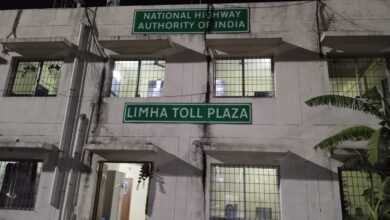 NATIONAL HIGHWAY
AUTHORITY OF INDIA
LIMHA TOLL PLAZA